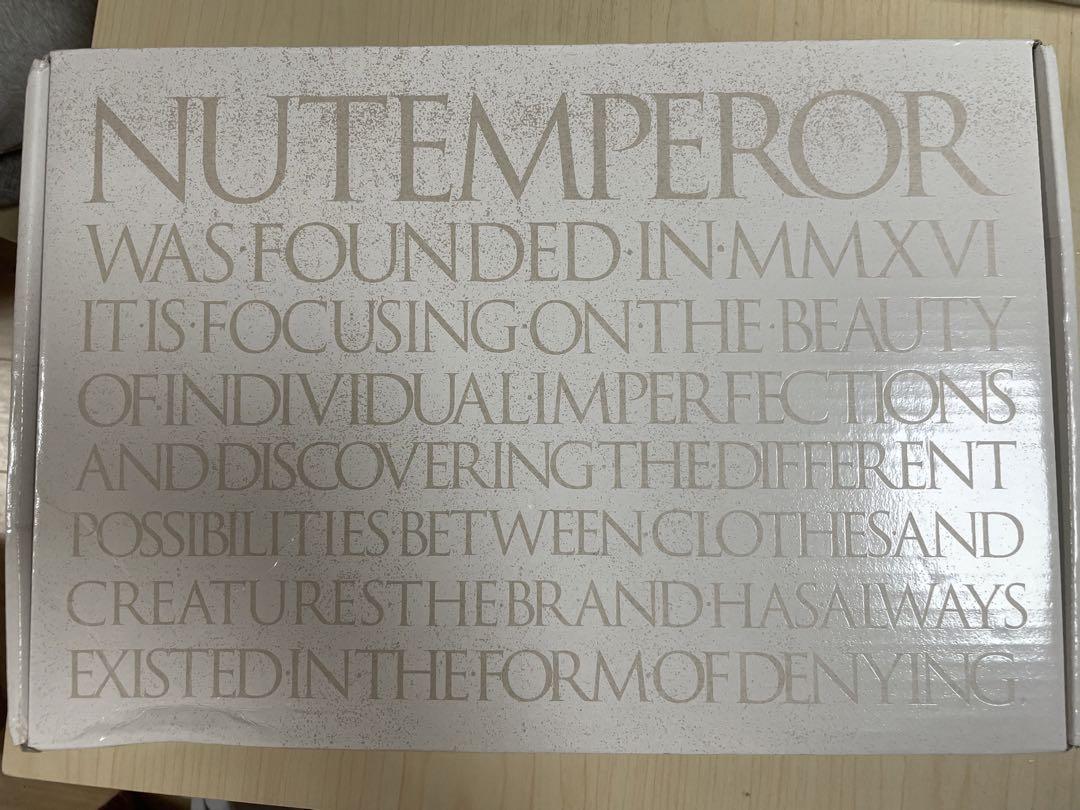 NUTEMPEROR
WAS·FOUNDED·IN·MMXVI
IT·IS·FOCUSING·ON·THE·BEAUTY
OF·INDIVIDUAL·IMPERFECTIONS
AND·DISCOVERING·THE·DIFFERENT
POSSIBILITIES BETWEEN·CLOTHES AND
CREATURES·THE·BRAND·HAS ALWAYS
EXISTED·IN·THE·FORM·OF DENYING.